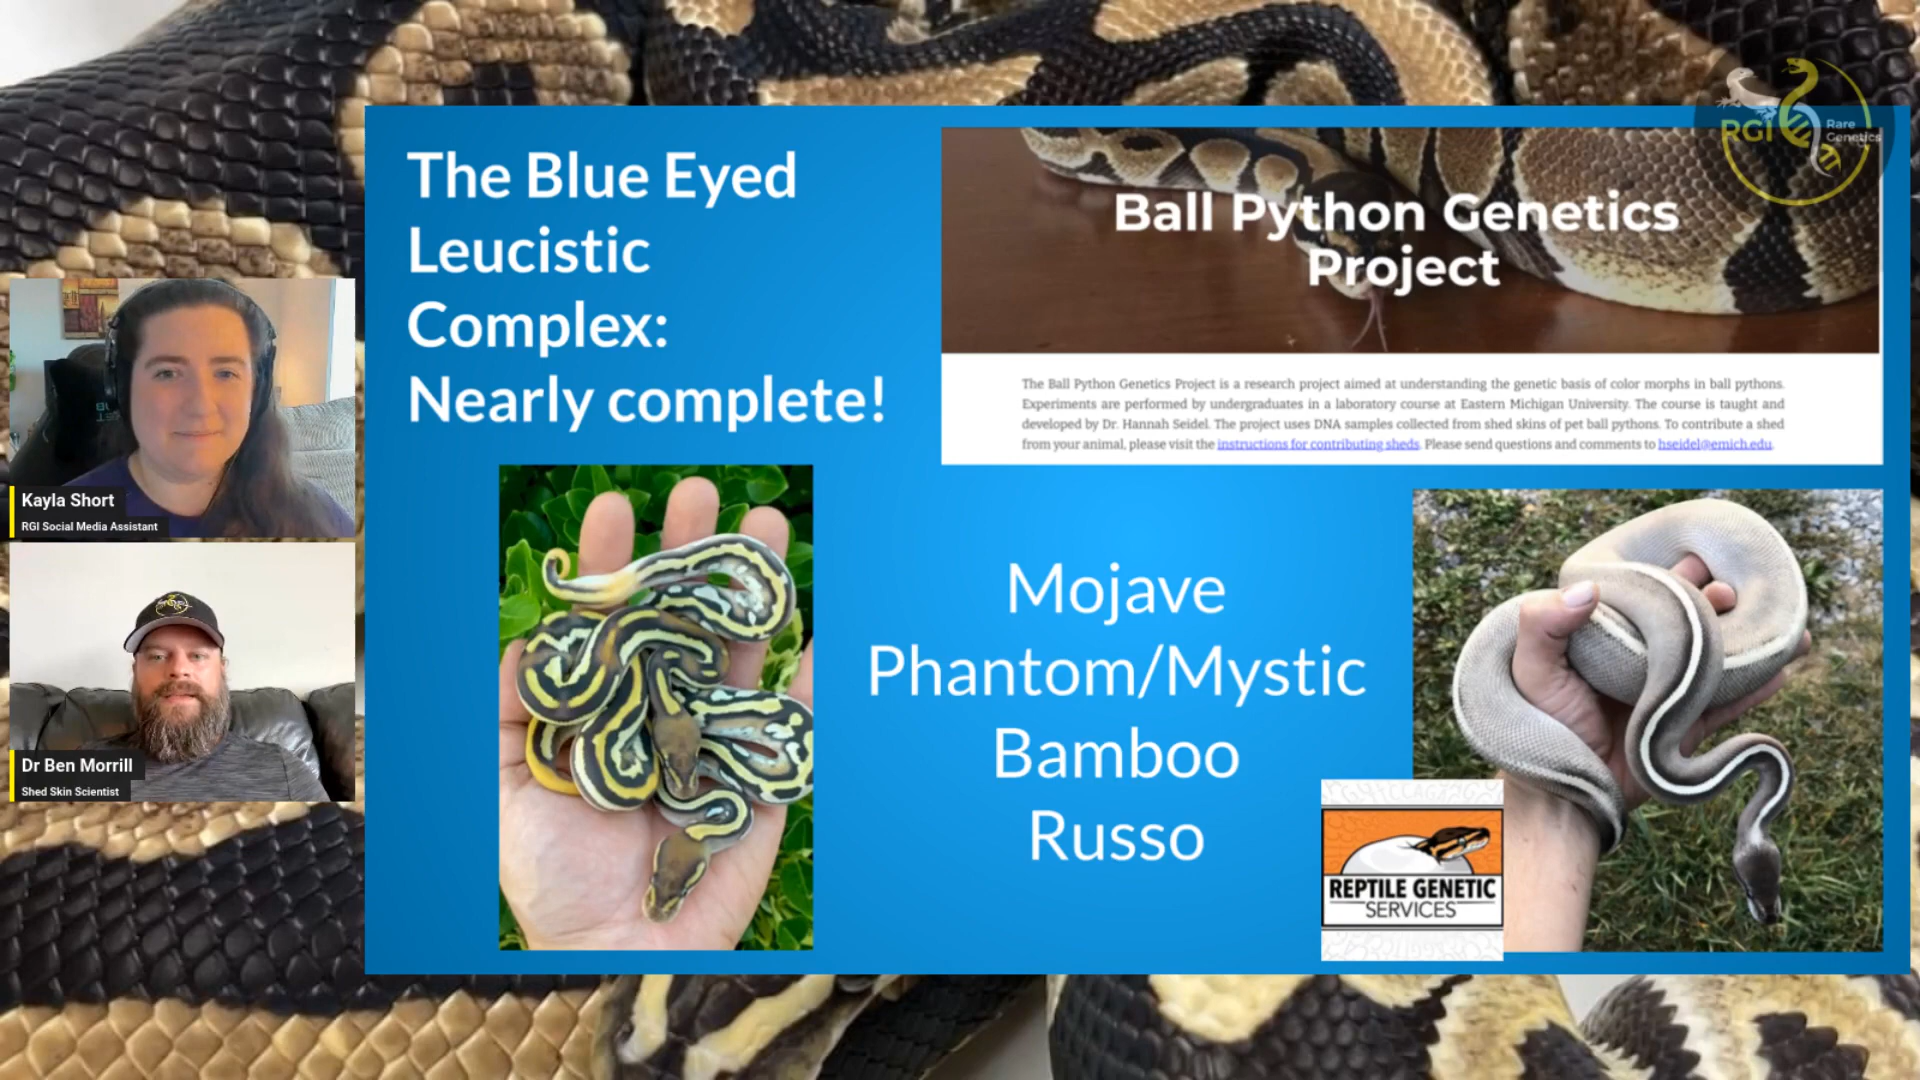 The Blue Eyed
Leucistic
Complex:
Nearly complete!
RGI
Rare
Genetics
Ball Python Genetics
Project
The Ball Python Genetics Project is a research project aimed at understanding the genetic basis of color morphs in ball pythons.
Experiments are performed by undergraduates in a laboratory course at Eastern Michigan University. The course is taught and
developed by Dr. Hannah Seidel. The project uses DNA samples collected from shed skins of pet ball pythons. To contribute a shed
from your animal, please visit the instructions for contributing sheds. Please send questions and comments to hseidel@emich.edu.
Kayla Short
RGI Social Media Assistant
Dr Ben Morrill
Shed Skin Scientist
Mojave
Phantom/Mystic
Bamboo
Russo
REPTILE GENETIC
SERVICES